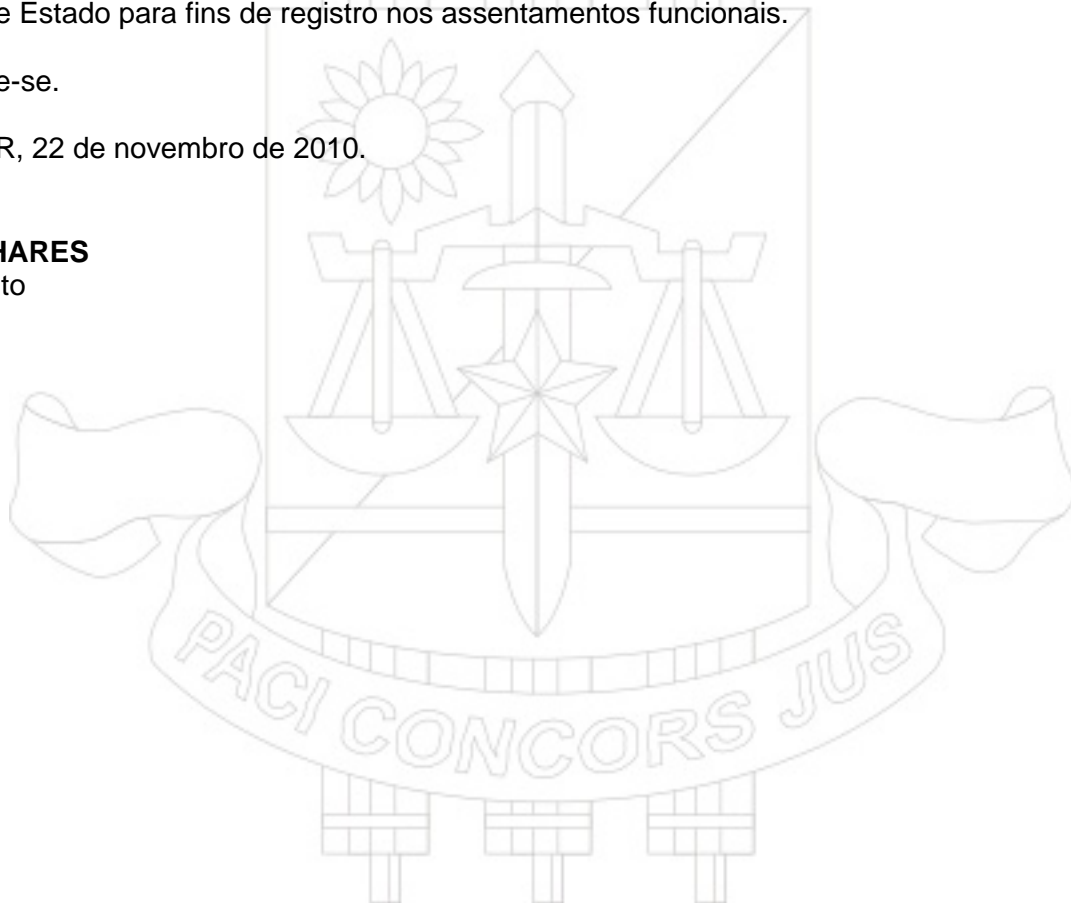 e Estado para fins de registro nos assentamentos funcionais.
e-se.
R, 22 de novembro de 2010.
HARES
to
PACI CONCORS JUS